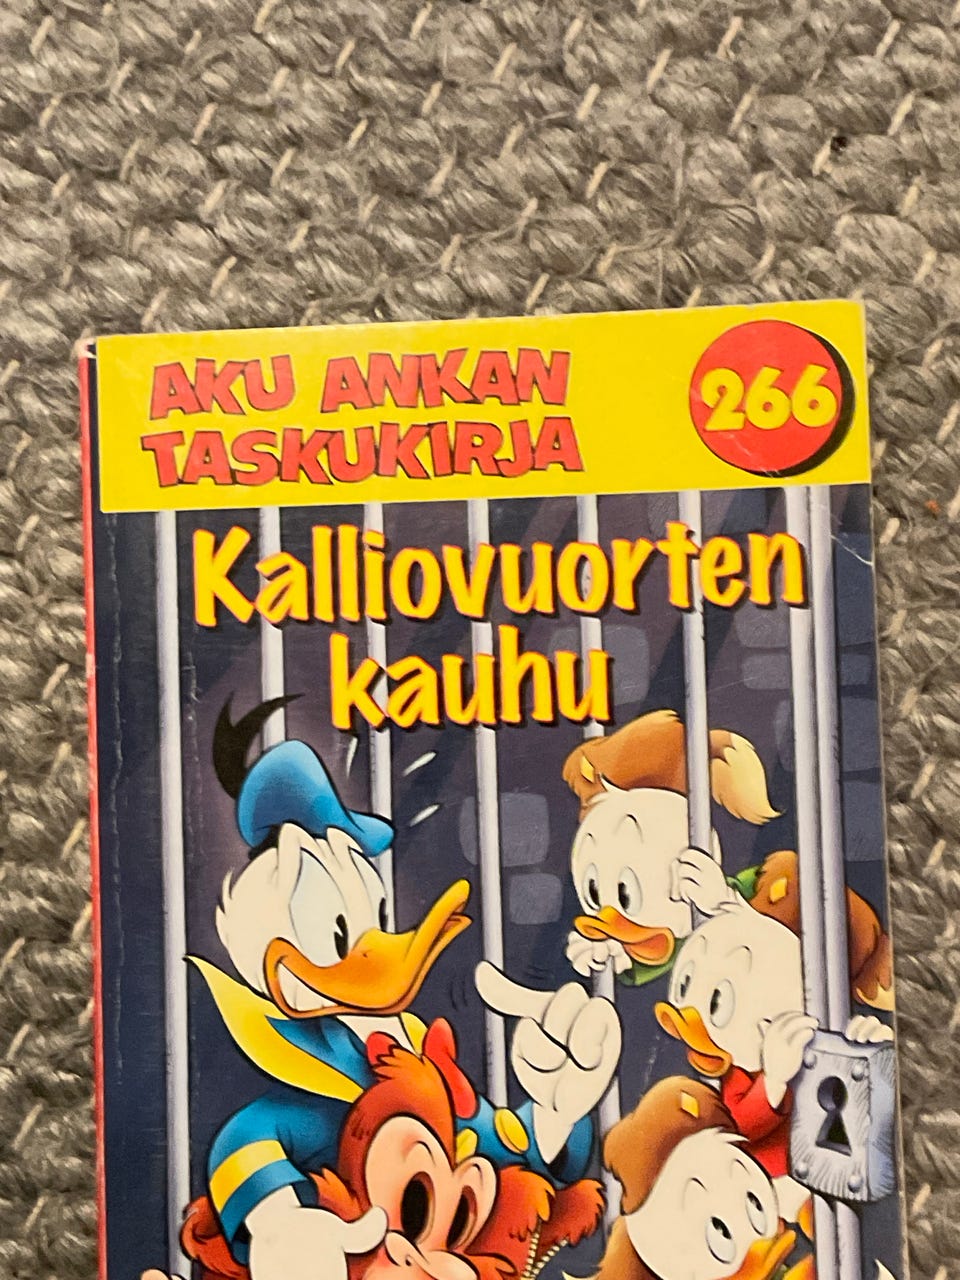 AKU ANKAN
TASKUKIRJA
266
Kalliovuorten
kauhu